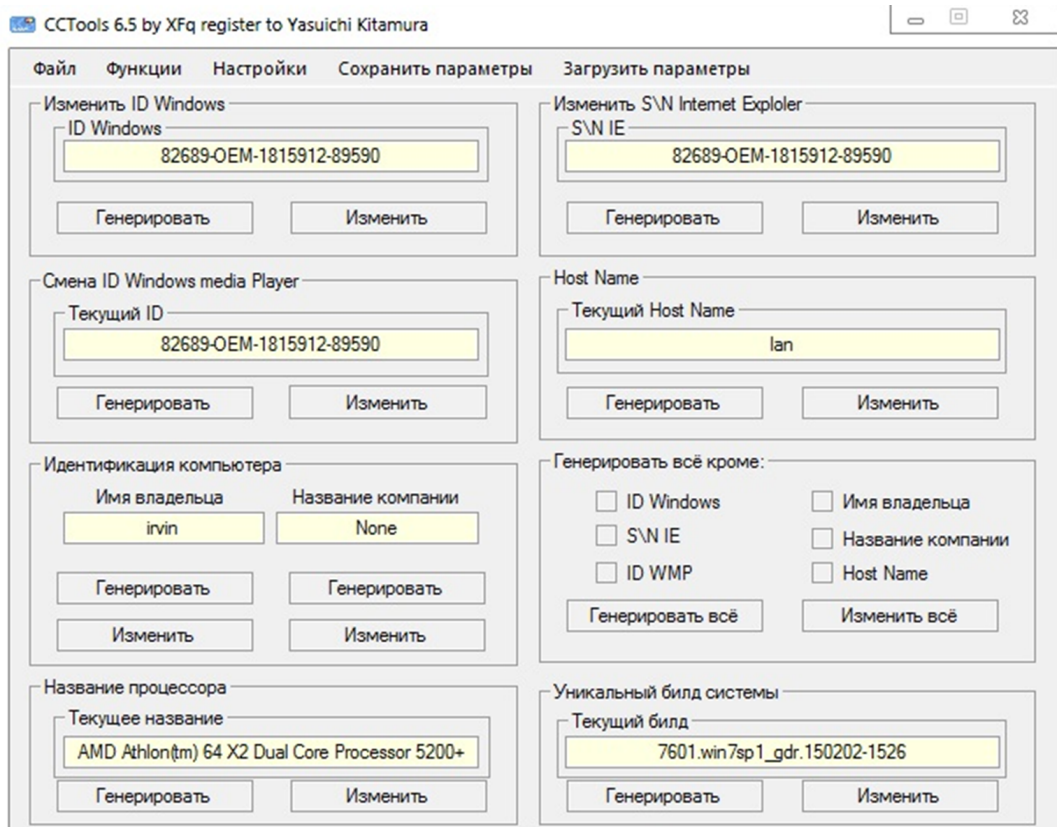 CCTools 6.5 by XFq register to Yasuichi Kitamura
Файл Функции Настройки Сохранить параметры Загрузить параметры
Изменить ID Windows
ID Windows
82689-OEM-1815912-89590
Генерировать Изменить
Изменить S\N Internet Exploler
S\N IE
82689-OEM-1815912-89590
Генерировать Изменить
Смена ID Windows media Player
Текущий ID
82689-OEM-1815912-89590
Генерировать Изменить
Host Name
Текущий Host Name
lan
Генерировать Изменить
Идентификация компьютера
Имя владельца Название компании
irvin None
Генерировать Генерировать
Изменить Изменить
Генерировать всё кроме:
ID Windows Имя владельца
S\N IE Название компании
ID WMP Host Name
Генерировать всё Изменить всё
Название процессора
Текущее название
AMD Athlon(tm) 64 X2 Dual Core Processor 5200+
Генерировать Изменить
Уникальный билд системы
Текущий билд
7601.win7sp1_gdr.150202-1526
Генерировать Изменить